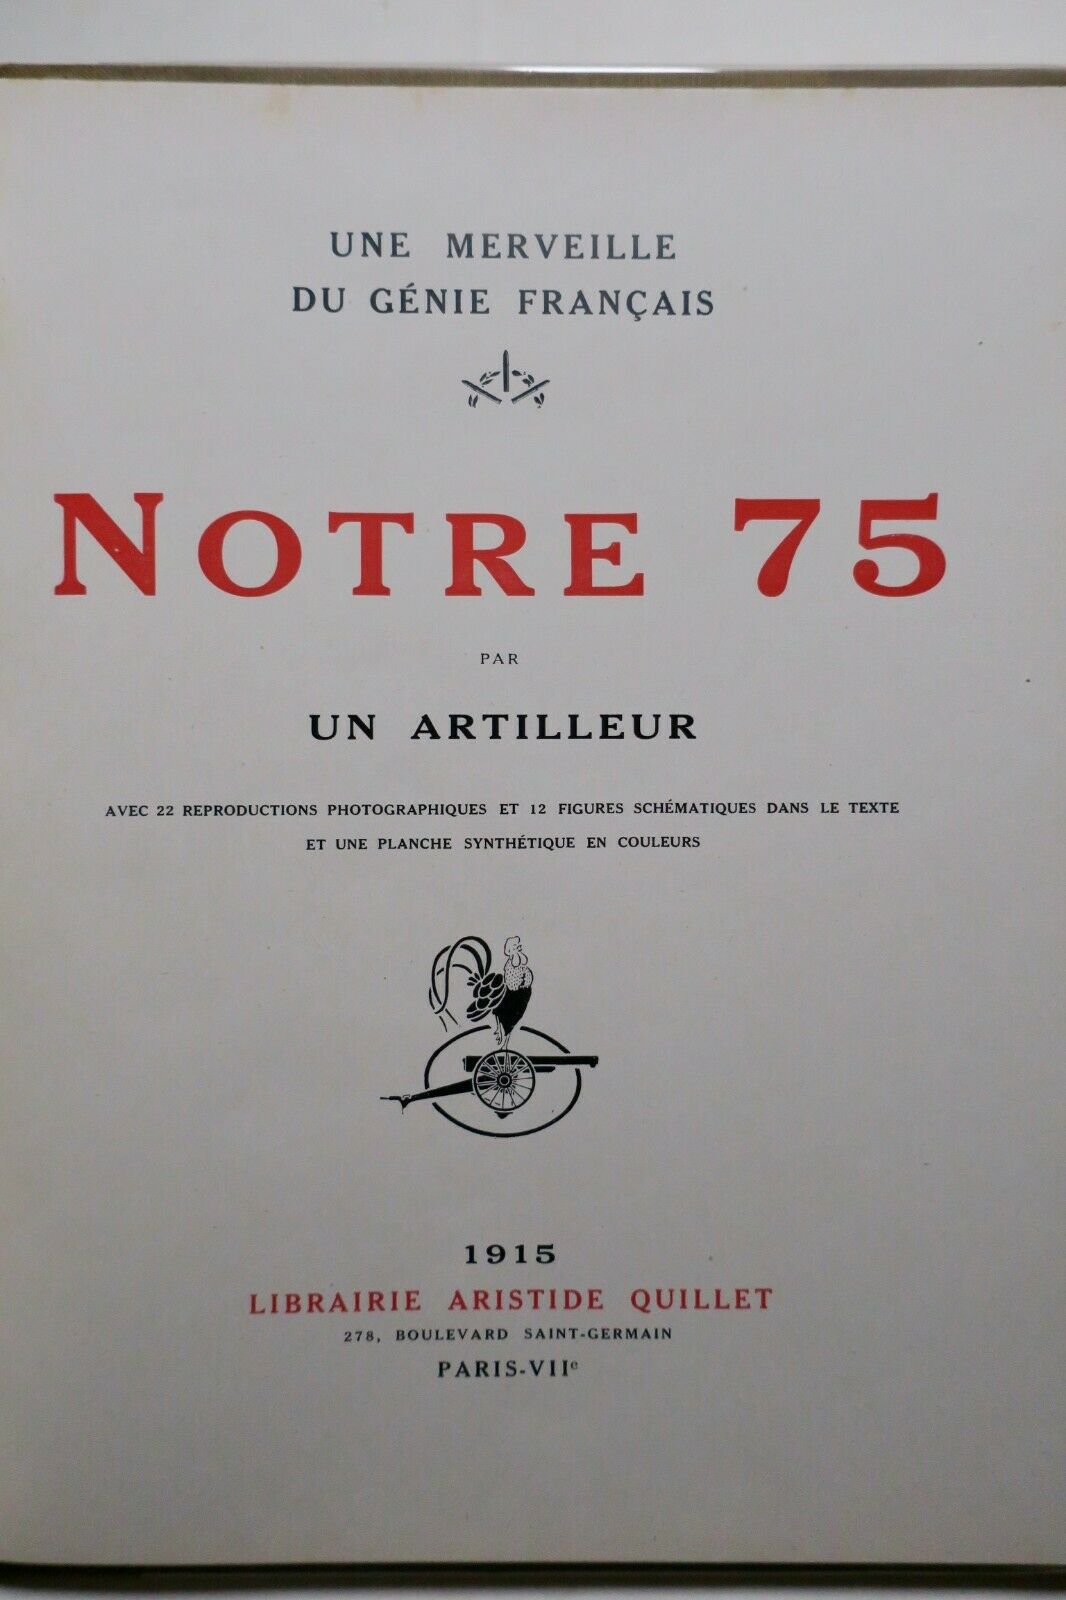 UNE MERVEILLE
DU GÉNIE FRANÇAIS
NOTRE 75
PAR
UN ARTILLEUR
AVEC 22 REPRODUCTIONS PHOTOGRAPHIQUES ET 12 FIGURES SCHÉMATIQUES DANS LE TEXTE
ET UNE PLANCHE SYNTHÉTIQUE EN COULEURS
1915
LIBRAIRIE ARISTIDE QUILLET
278, BOULEVARD SAINT-GERMAIN
PARIS-VIIe